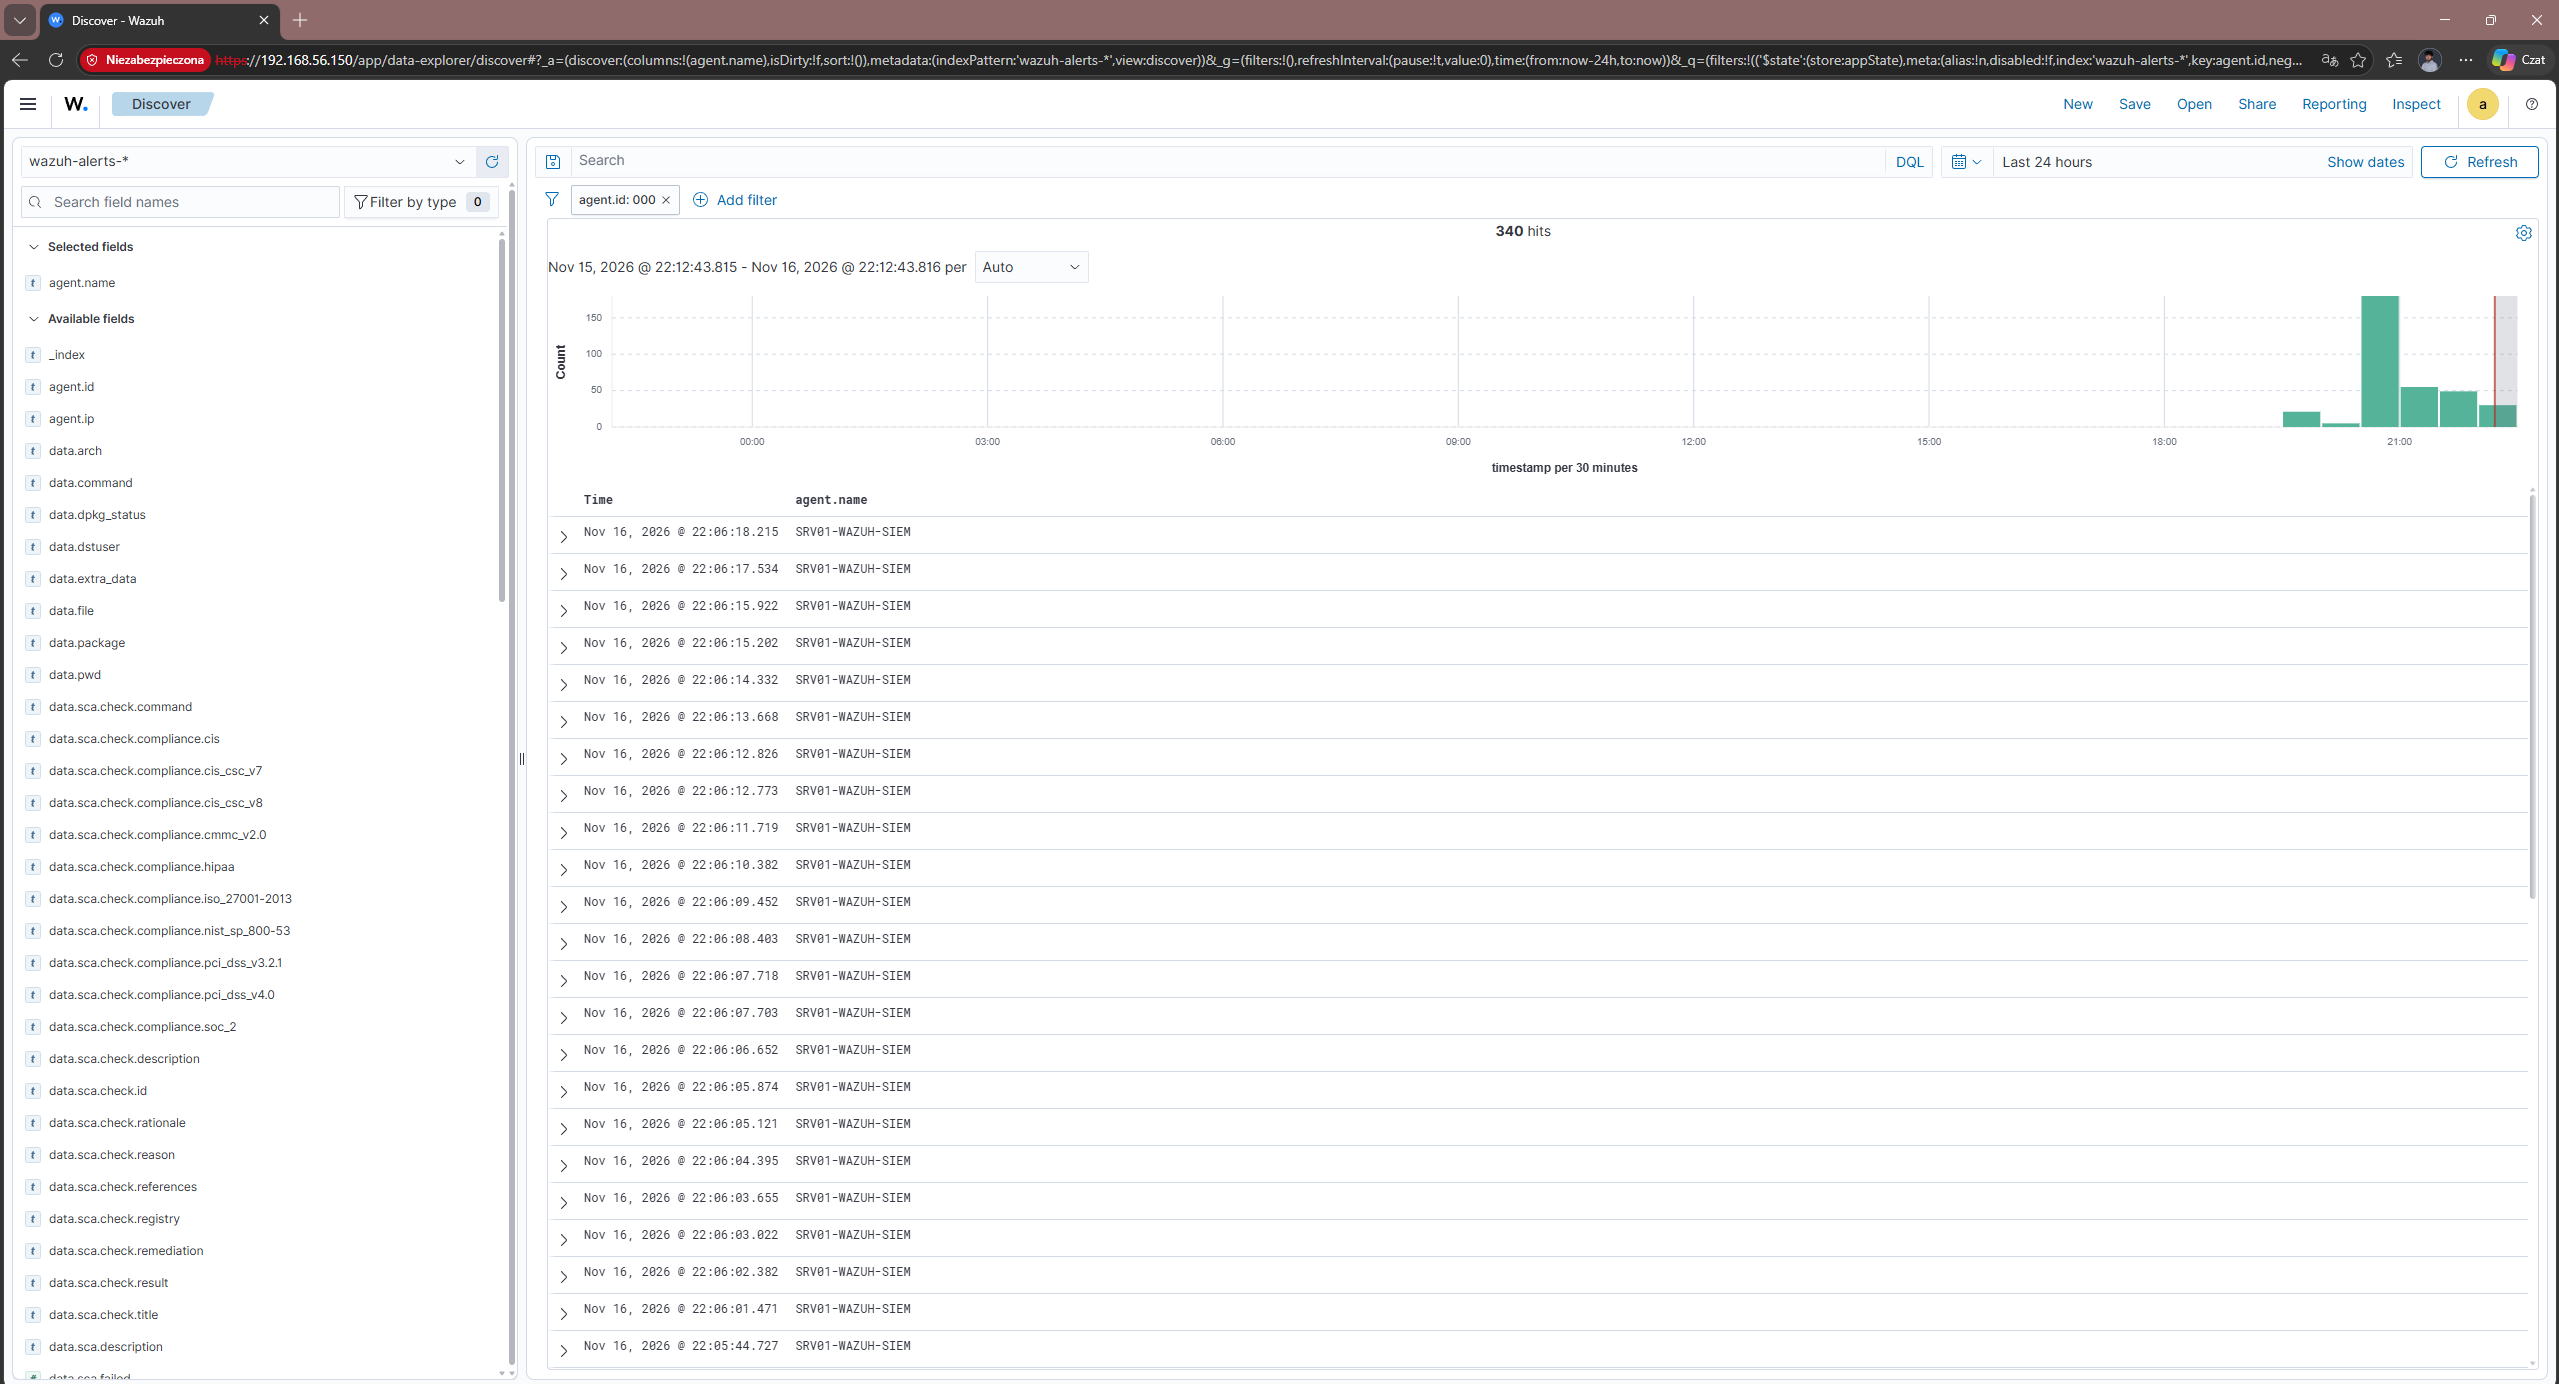 Discover - Wazuh
Niezabezpieczona https://192.168.56.150/app/data-explorer/discover#?_a=(discover:(columns:!(agent.name),isDirty:!f,sort:!()),metadata:(indexPattern:'wazuh-alerts-*',view:discover))&_g=(filters:!(),refreshInterval:(pause:!t,value:0),time:(from:now-24h,to:now))&_q=(filters:!(('$state':(store:appState),meta:(alias:!n,disabled:!f,index:'wazuh-alerts-*',key:agent.id,neg... Czat
W. Discover New Save Open Share Reporting Inspect a
wazuh-alerts-*
Search field names Filter by type 0
Selected fields
t agent.name
Available fields
t _index
t agent.id
t agent.ip
t data.arch
t data.command
t data.dpkg_status
t data.dstuser
t data.extra_data
t data.file
t data.package
t data.pwd
t data.sca.check.command
t data.sca.check.compliance.cis
t data.sca.check.compliance.cis_csc_v7
t data.sca.check.compliance.cis_csc_v8
t data.sca.check.compliance.cmmc_v2.0
t data.sca.check.compliance.hipaa
t data.sca.check.compliance.iso_27001-2013
t data.sca.check.compliance.nist_sp_800-53
t data.sca.check.compliance.pci_dss_v3.2.1
t data.sca.check.compliance.pci_dss_v4.0
t data.sca.check.compliance.soc_2
t data.sca.check.description
t data.sca.check.id
t data.sca.check.rationale
t data.sca.check.reason
t data.sca.check.references
t data.sca.check.registry
t data.sca.check.remediation
t data.sca.check.result
t data.sca.check.title
t data.sca.description
# data.sca.failed
Search DQL Last 24 hours Show dates Refresh
agent.id: 000 Add filter
340 hits
Nov 15, 2026 @ 22:12:43.815 - Nov 16, 2026 @ 22:12:43.816 per Auto
Count
150
100
50
0
00:00 03:00 06:00 09:00 12:00 15:00 18:00 21:00
timestamp per 30 minutes
Time agent.name
Nov 16, 2026 @ 22:06:18.215 SRV01-WAZUH-SIEM
Nov 16, 2026 @ 22:06:17.534 SRV01-WAZUH-SIEM
Nov 16, 2026 @ 22:06:15.922 SRV01-WAZUH-SIEM
Nov 16, 2026 @ 22:06:15.202 SRV01-WAZUH-SIEM
Nov 16, 2026 @ 22:06:14.332 SRV01-WAZUH-SIEM
Nov 16, 2026 @ 22:06:13.668 SRV01-WAZUH-SIEM
Nov 16, 2026 @ 22:06:12.826 SRV01-WAZUH-SIEM
Nov 16, 2026 @ 22:06:12.773 SRV01-WAZUH-SIEM
Nov 16, 2026 @ 22:06:11.719 SRV01-WAZUH-SIEM
Nov 16, 2026 @ 22:06:10.382 SRV01-WAZUH-SIEM
Nov 16, 2026 @ 22:06:09.452 SRV01-WAZUH-SIEM
Nov 16, 2026 @ 22:06:08.403 SRV01-WAZUH-SIEM
Nov 16, 2026 @ 22:06:07.718 SRV01-WAZUH-SIEM
Nov 16, 2026 @ 22:06:07.703 SRV01-WAZUH-SIEM
Nov 16, 2026 @ 22:06:06.652 SRV01-WAZUH-SIEM
Nov 16, 2026 @ 22:06:05.874 SRV01-WAZUH-SIEM
Nov 16, 2026 @ 22:06:05.121 SRV01-WAZUH-SIEM
Nov 16, 2026 @ 22:06:04.395 SRV01-WAZUH-SIEM
Nov 16, 2026 @ 22:06:03.655 SRV01-WAZUH-SIEM
Nov 16, 2026 @ 22:06:03.022 SRV01-WAZUH-SIEM
Nov 16, 2026 @ 22:06:02.382 SRV01-WAZUH-SIEM
Nov 16, 2026 @ 22:06:01.471 SRV01-WAZUH-SIEM
Nov 16, 2026 @ 22:05:44.727 SRV01-WAZUH-SIEM